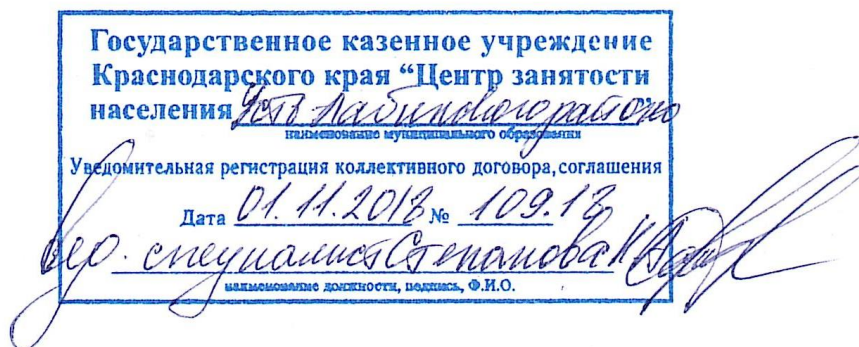 Государственное казенное учреждение
Краснодарского края “Центр занятости
населения Усть-Лабинского района
наименование муниципального образования
Уведомительная регистрация коллективного договора, соглашения
Дата 01.11.2018 № 109.18
вед. специалист Степанова
наименование должности, подпись, Ф.И.О.